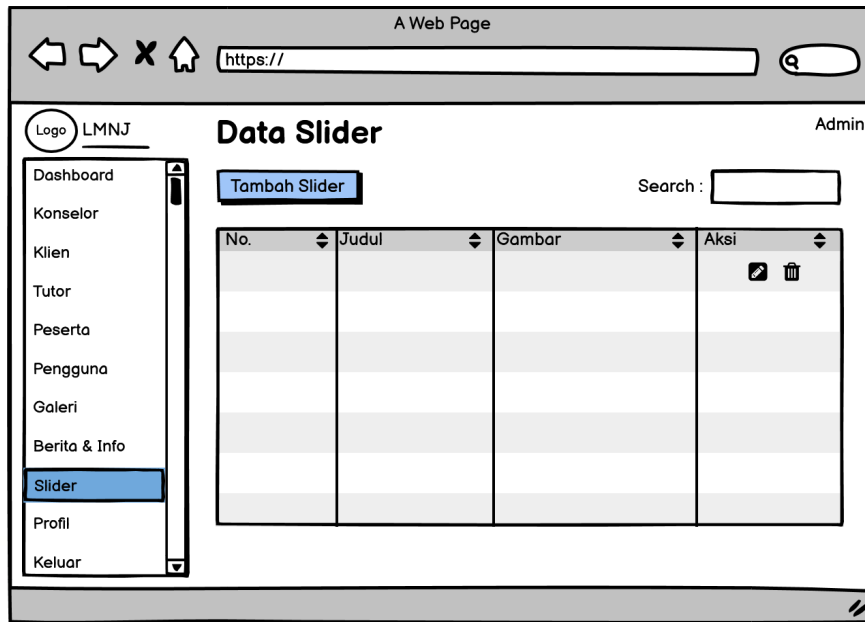 A Web Page
https://
Logo LMNJ
Data Slider
Admin
Dashboard
Konselor
Klien
Tutor
Peserta
Pengguna
Galeri
Berita & Info
Slider
Profil
Keluar
Tambah Slider
Search :
No. Judul Gambar Aksi